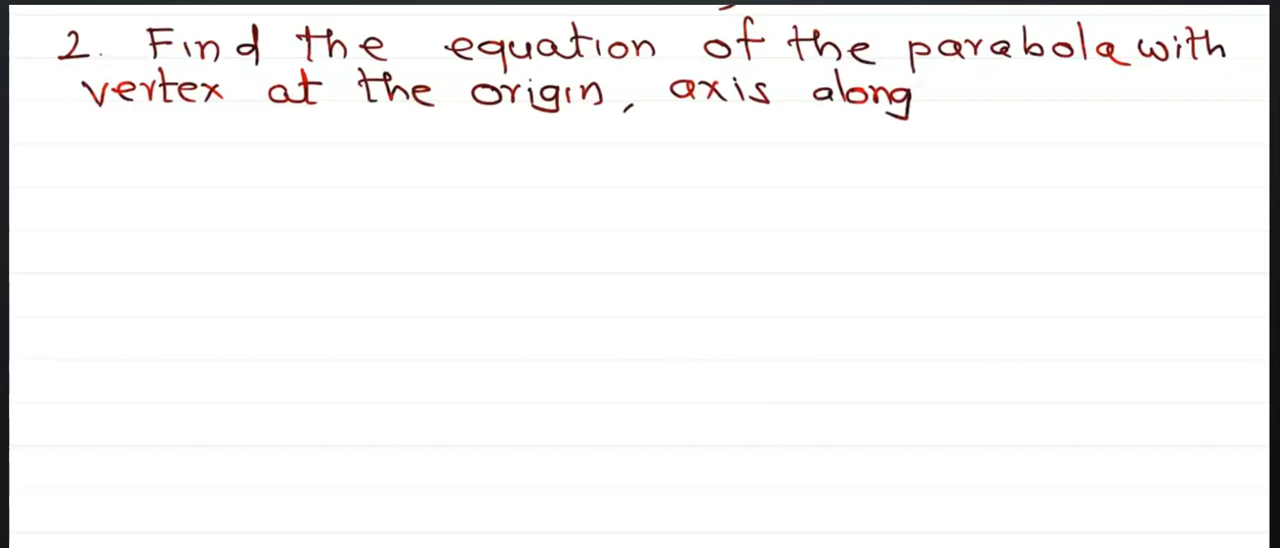 2. Find the equation of the parabola with
vertex at the origin, axis along